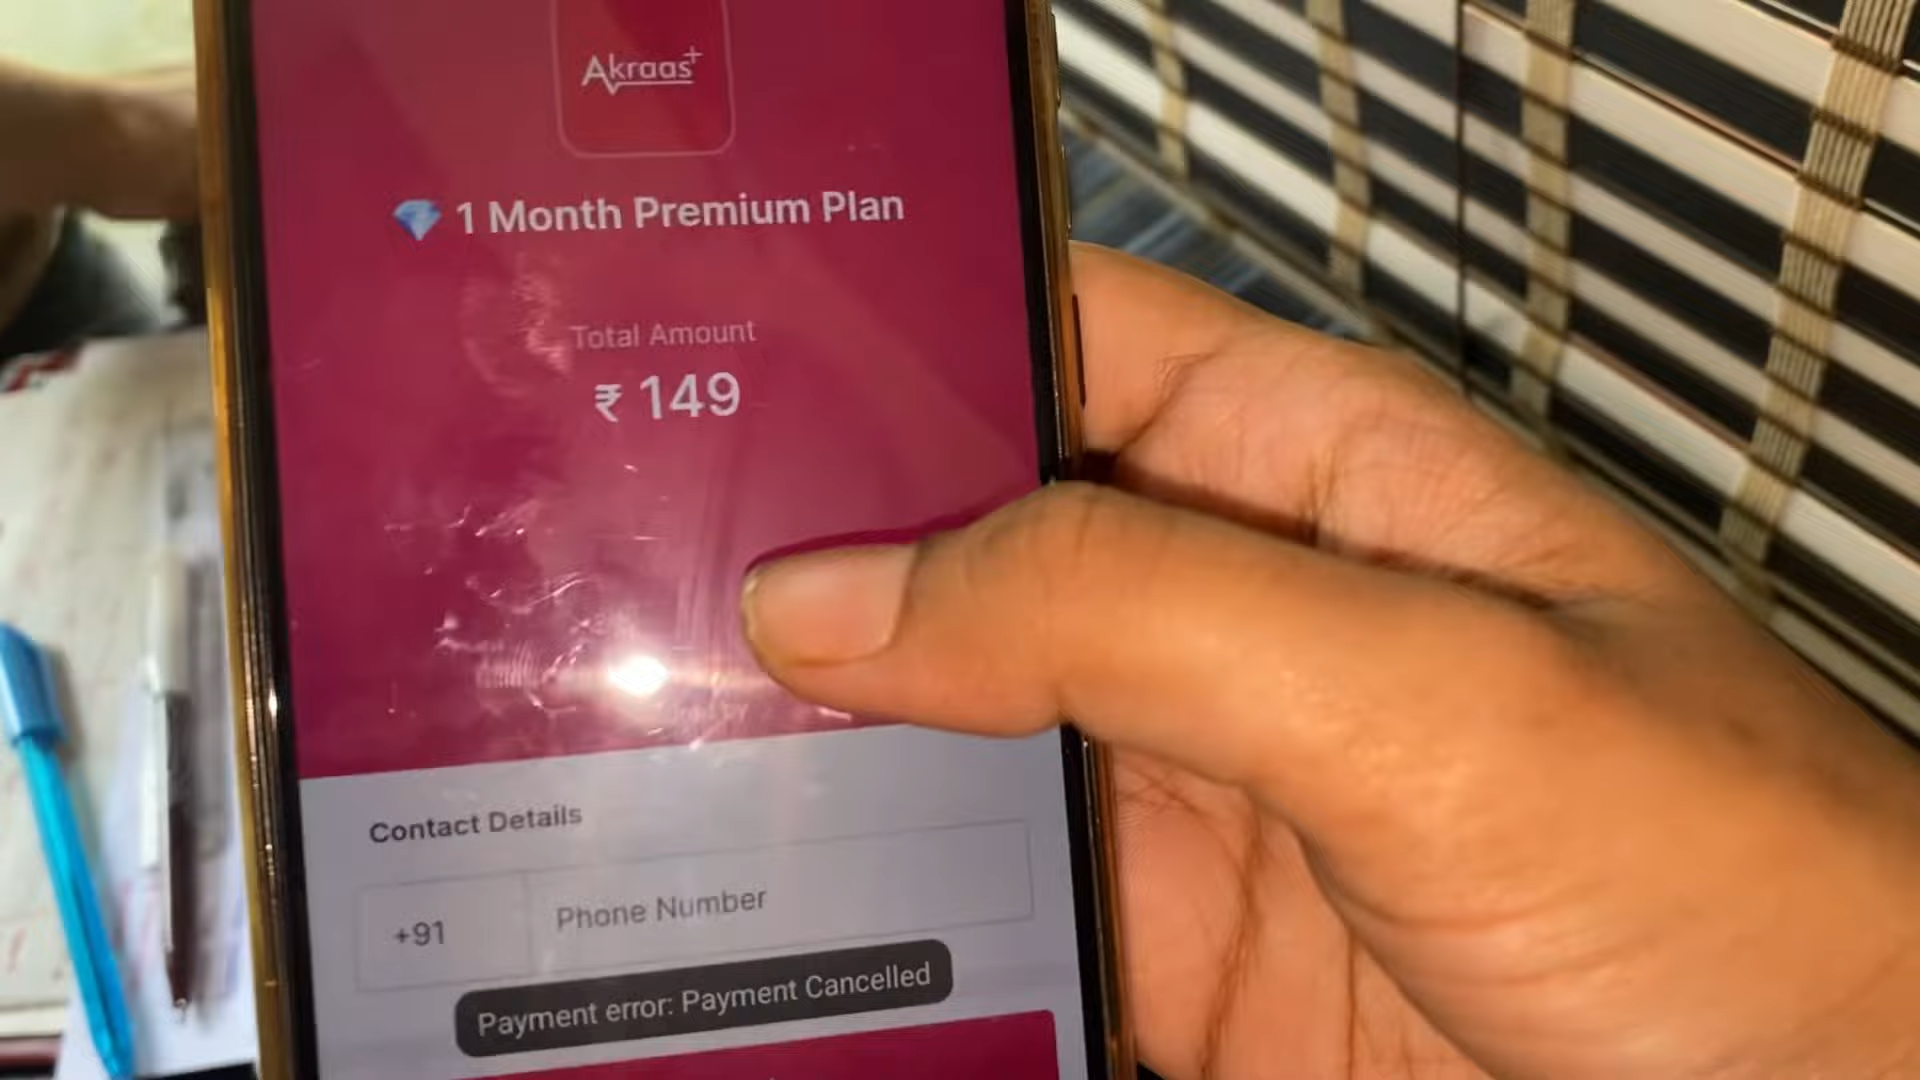 Akraas+
💎 1 Month Premium Plan
Total Amount
₹ 149
Contact Details
+91
Phone Number
Payment error: Payment Cancelled